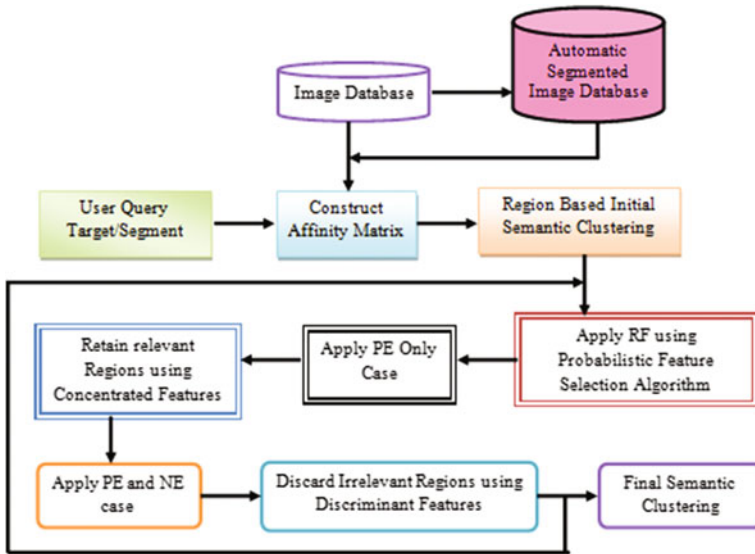 Automatic
Segmented
Image Database
Image Database
User Query
Target/Segment
Construct
Affinity Matrix
Region Based Initial
Semantic Clustering
Retain relevant
Regions using
Concentrated Features
Apply PE Only
Case
Apply RF using
Probabilistic Feature
Selection Algorithm
Apply PE and NE
case
Discard Irrelevant Regions using
Discriminant Features
Final Semantic
Clustering